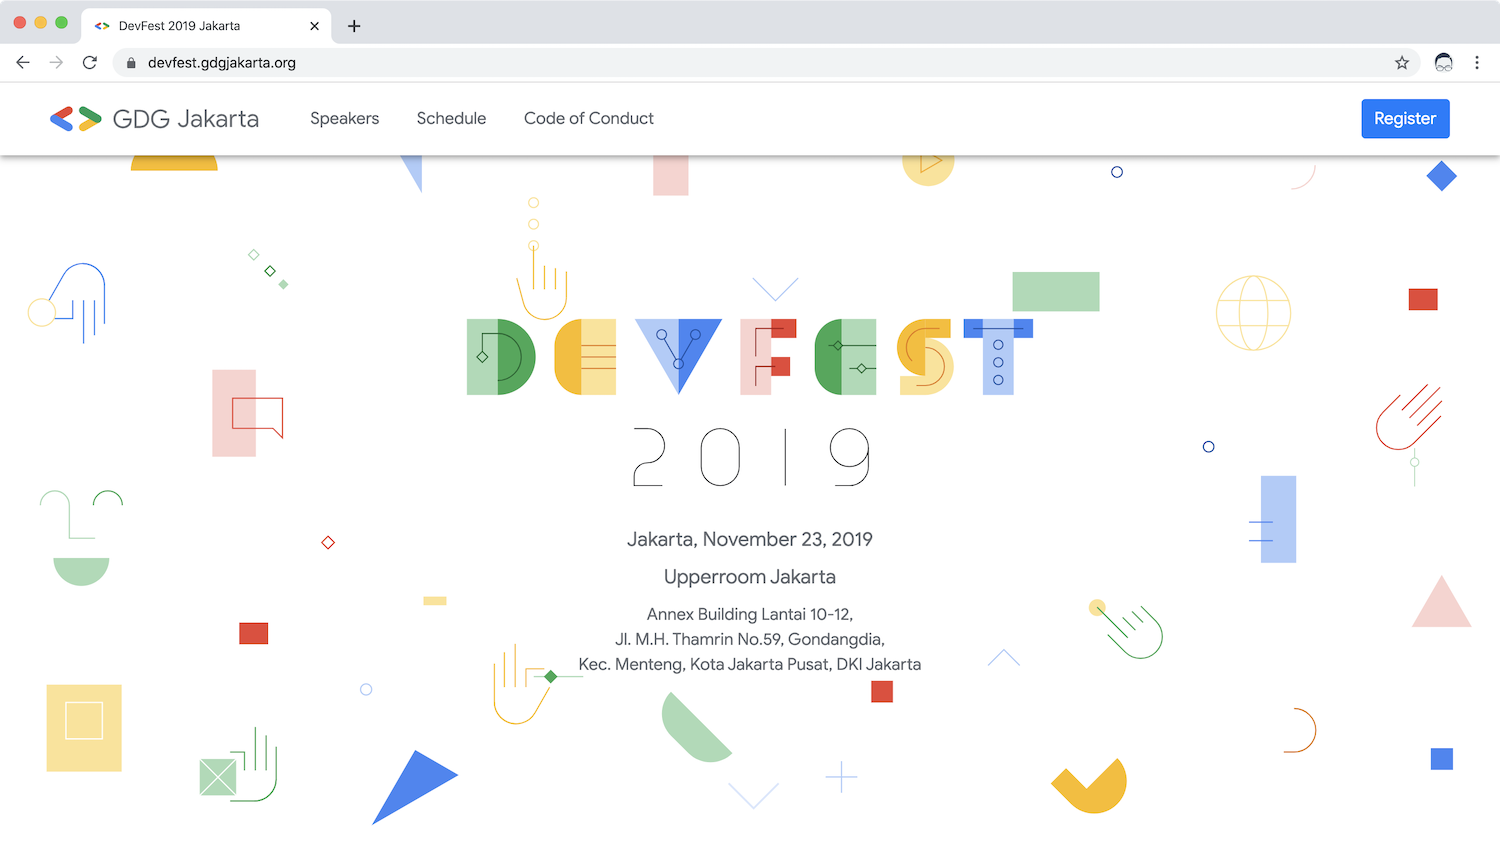 DevFest 2019 Jakarta
devfest.gdgjakarta.org
GDG Jakarta
Speakers
Schedule
Code of Conduct
Register
DEVFEST
2019
Jakarta, November 23, 2019
Upperroom Jakarta
Annex Building Lantai 10-12,
Jl. M.H. Thamrin No.59, Gondangdia,
Kec. Menteng, Kota Jakarta Pusat, DKI Jakarta